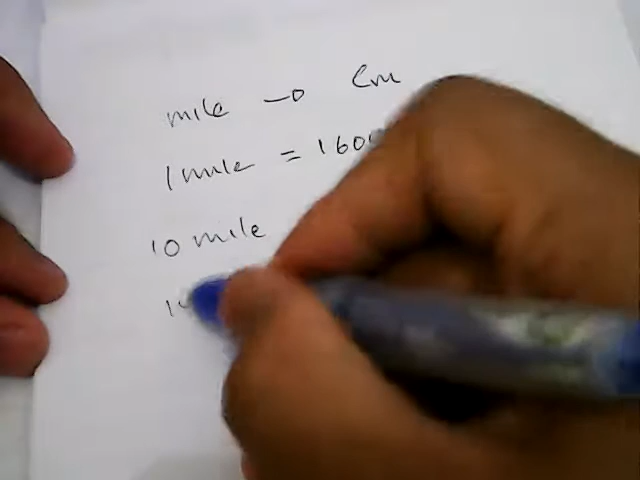 mile → cm
1 mile = 160
10 mile